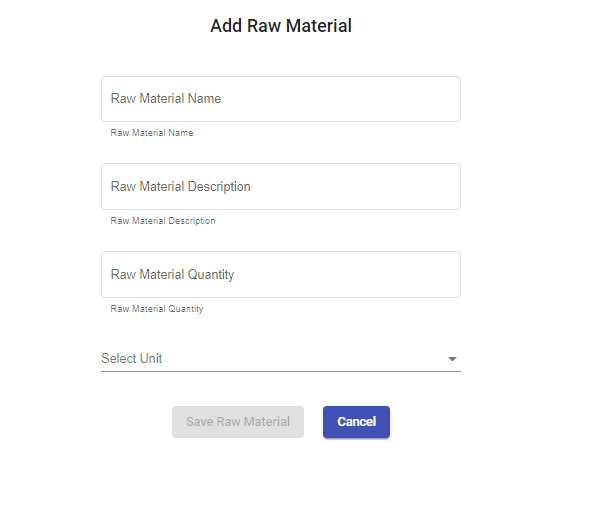 Add Raw Material
Raw Material Name
Raw Material Name
Raw Material Description
Raw Material Description
Raw Material Quantity
Raw Material Quantity
Select Unit
Save Raw Material
Cancel